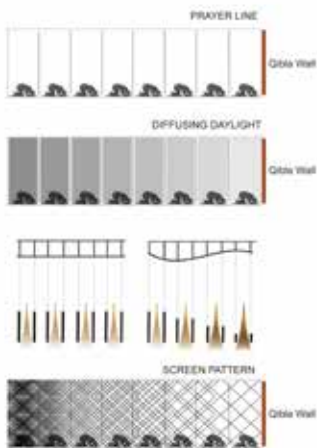 PRAYER LINE
Qibla Wall
DIFFUSING DAYLIGHT
Qibla Wall
SCREEN PATTERN
Qibla Wall